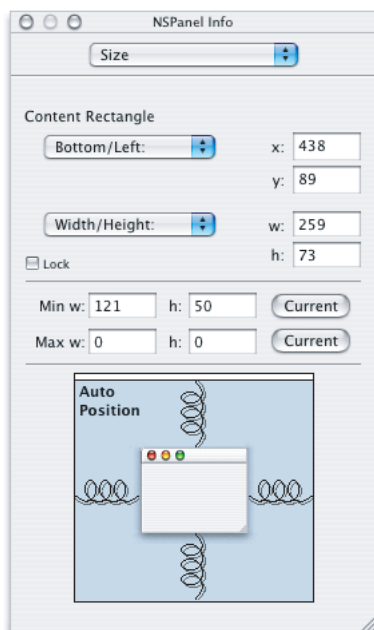 NSPanel Info
Size
Content Rectangle
Bottom/Left: x: 438
y: 89
Width/Height: w: 259
Lock h: 73
Min w: 121 h: 50 Current
Max w: 0 h: 0 Current
Auto
Position